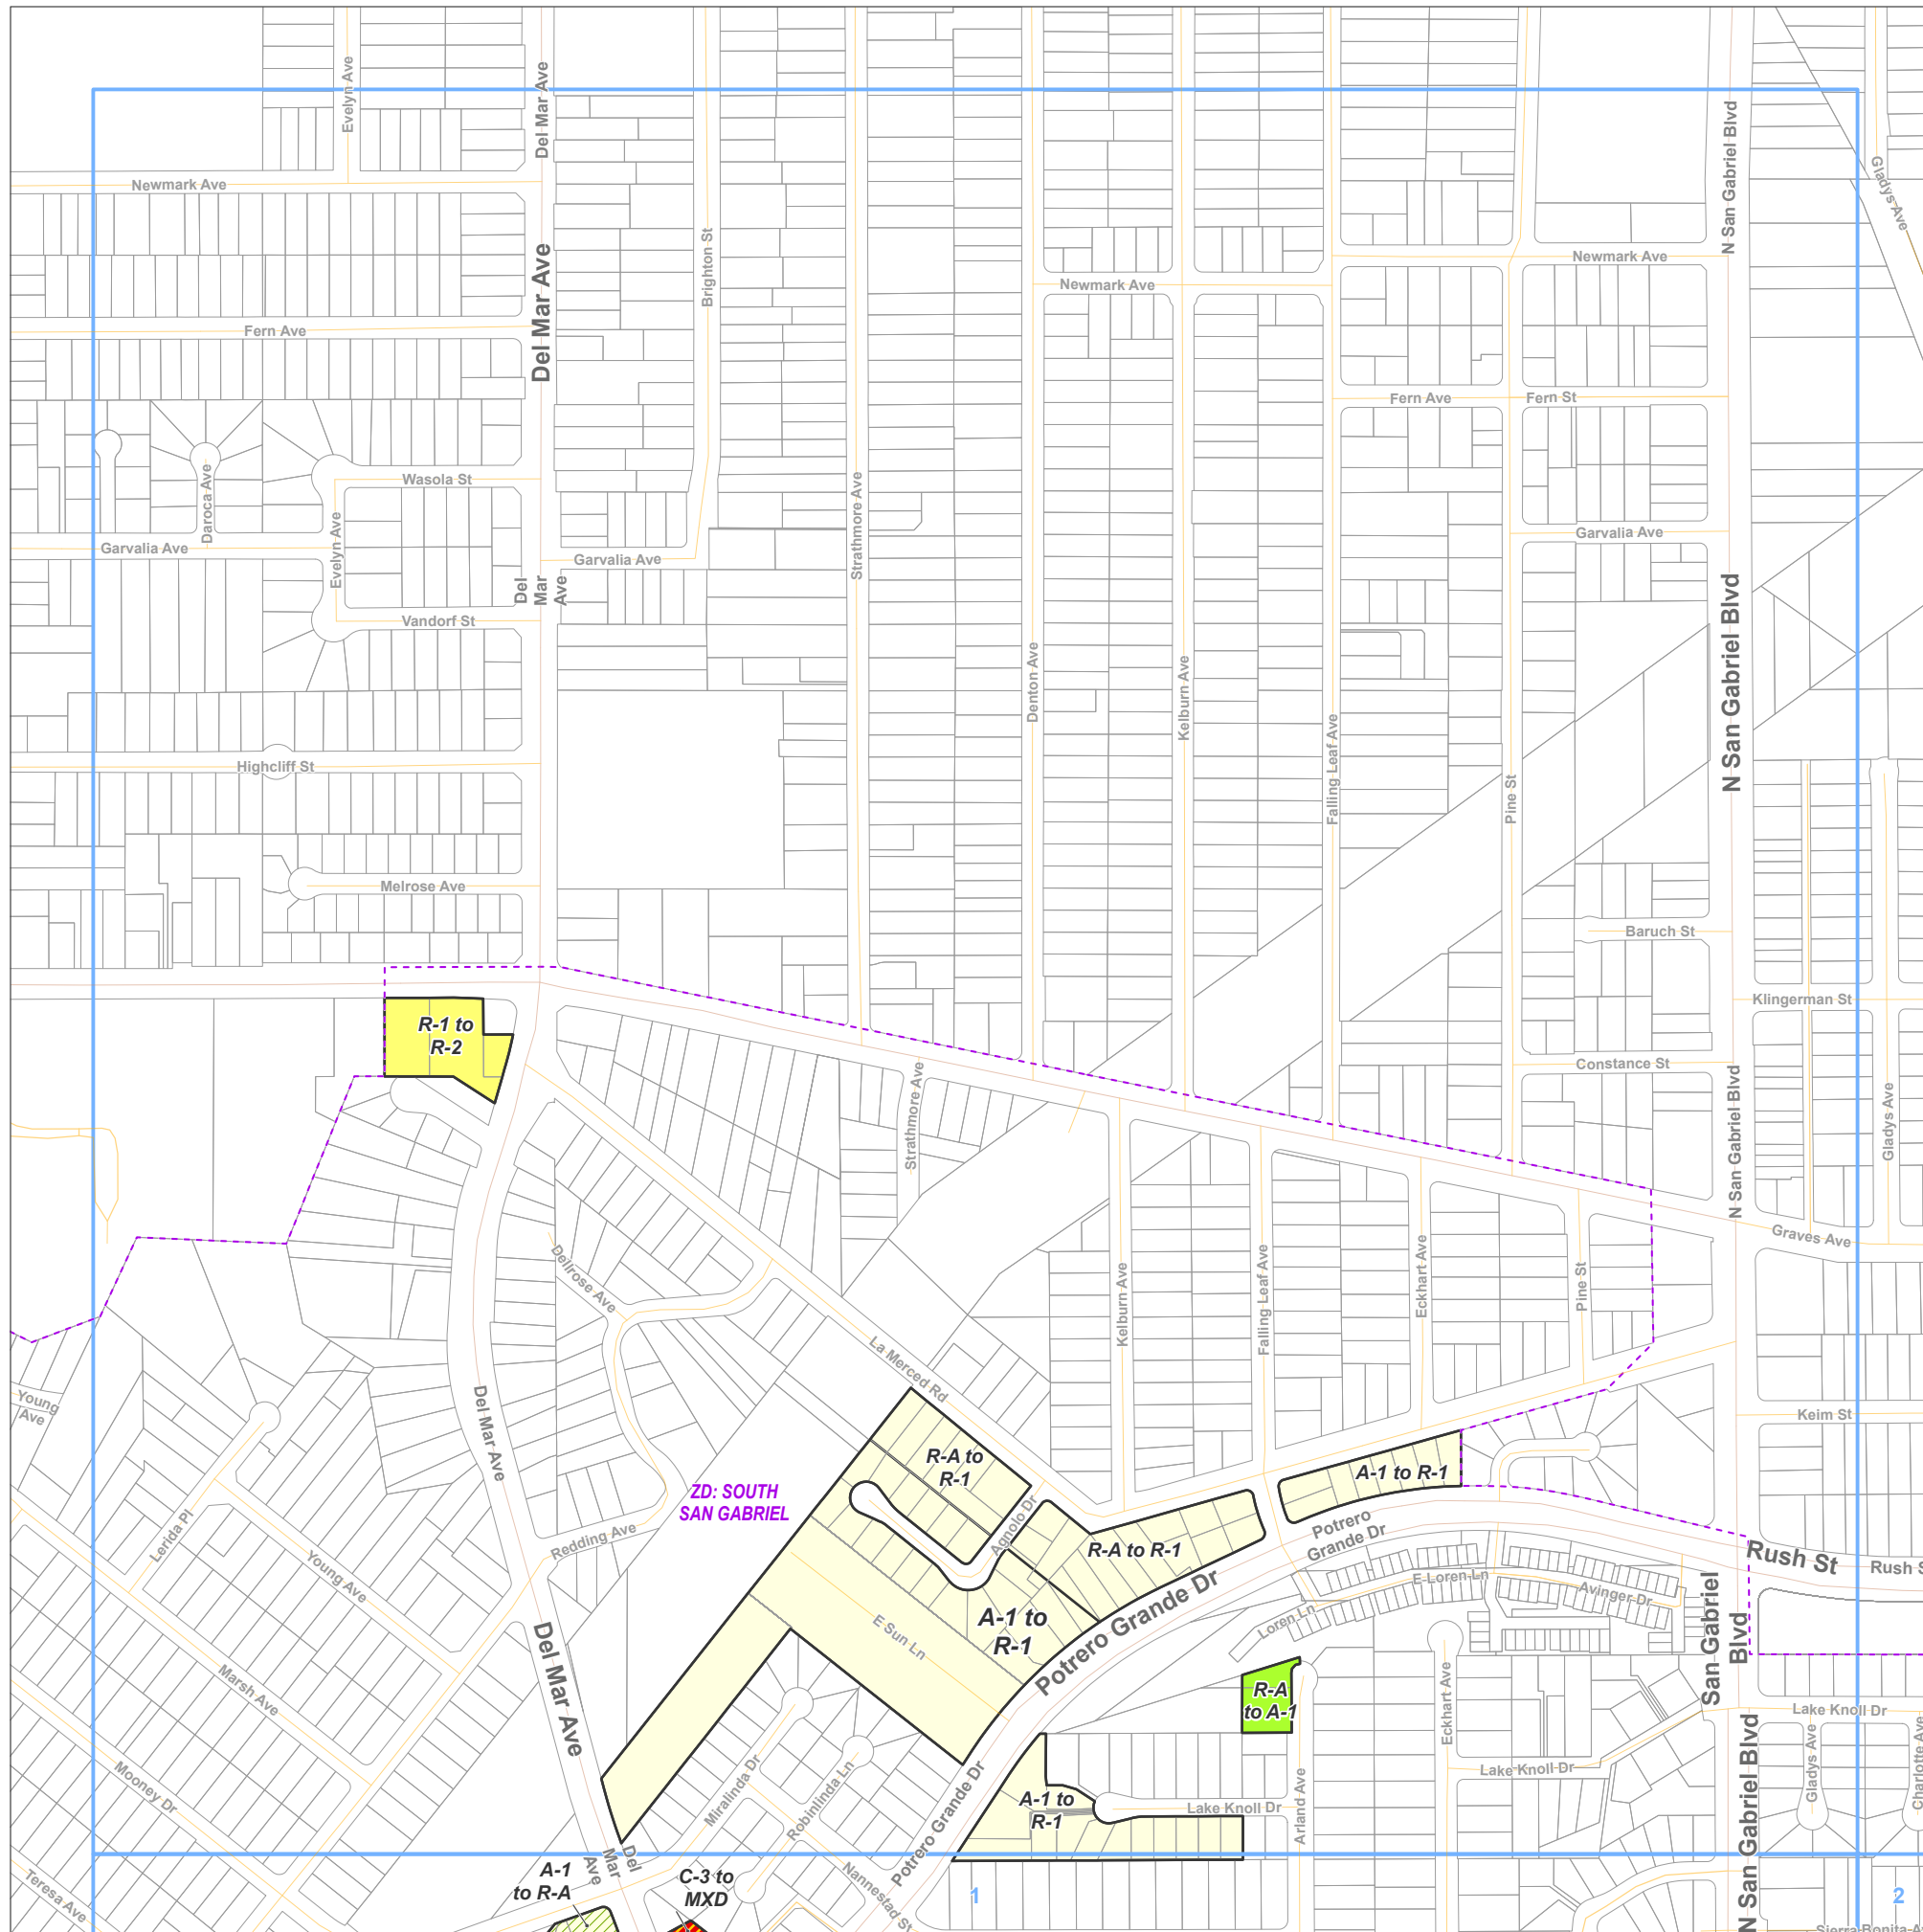 Evelyn Ave
Del Mar Ave
N San Gabriel Blvd
Gladys Ave
Newmark Ave
Brighton St
Newmark Ave
Newmark Ave
Del Mar Ave
Fern Ave
Fern Ave
Fern St
Wasola St
Daroca Ave
Strathmore Ave
Garvalia Ave
Evelyn Ave
Garvalia Ave
Garvalia Ave
Del
Mar
Ave
Vandorf St
N San Gabriel Blvd
Denton Ave
Kelburn Ave
Falling Leaf Ave
Pine St
Highcliff St
Melrose Ave
Baruch St
Klingerman St
R-1 to
R-2
Constance St
Strathmore Ave
N San Gabriel Blvd
Gladys Ave
Graves Ave
Dellrose Ave
Kelburn Ave
Falling Leaf Ave
Eckhart Ave
Pine St
La Merced Rd
Young
Ave
Del Mar Ave
Keim St
R-A to
R-1
A-1 to R-1
ZD: SOUTH
SAN GABRIEL
Lerida Pl
Redding Ave
Agnolo Dr
R-A to R-1
Potrero
Grande Dr
Rush St
Rush S
Young Ave
E Loren Ln
Avinger Dr
Loren Ln
San Gabriel
Blvd
A-1 to
R-1
E Sun Ln
Potrero Grande Dr
Del Mar Ave
Marsh Ave
R-A
to A-1
Eckhart Ave
Lake Knoll Dr
Mooney Dr
Miralinda Dr
Robinlinda Ln
Potrero Grande Dr
A-1 to
R-1
Lake Knoll Dr
Arland Ave
Lake Knoll Dr
N San Gabriel Blvd
Gladys Ave
Charlotte Ave
Del
Mar
Ave
A-1
to R-A
C-3 to
MXD
Nannestad St
Teresa Ave
1
2
Sierra Bonita Av